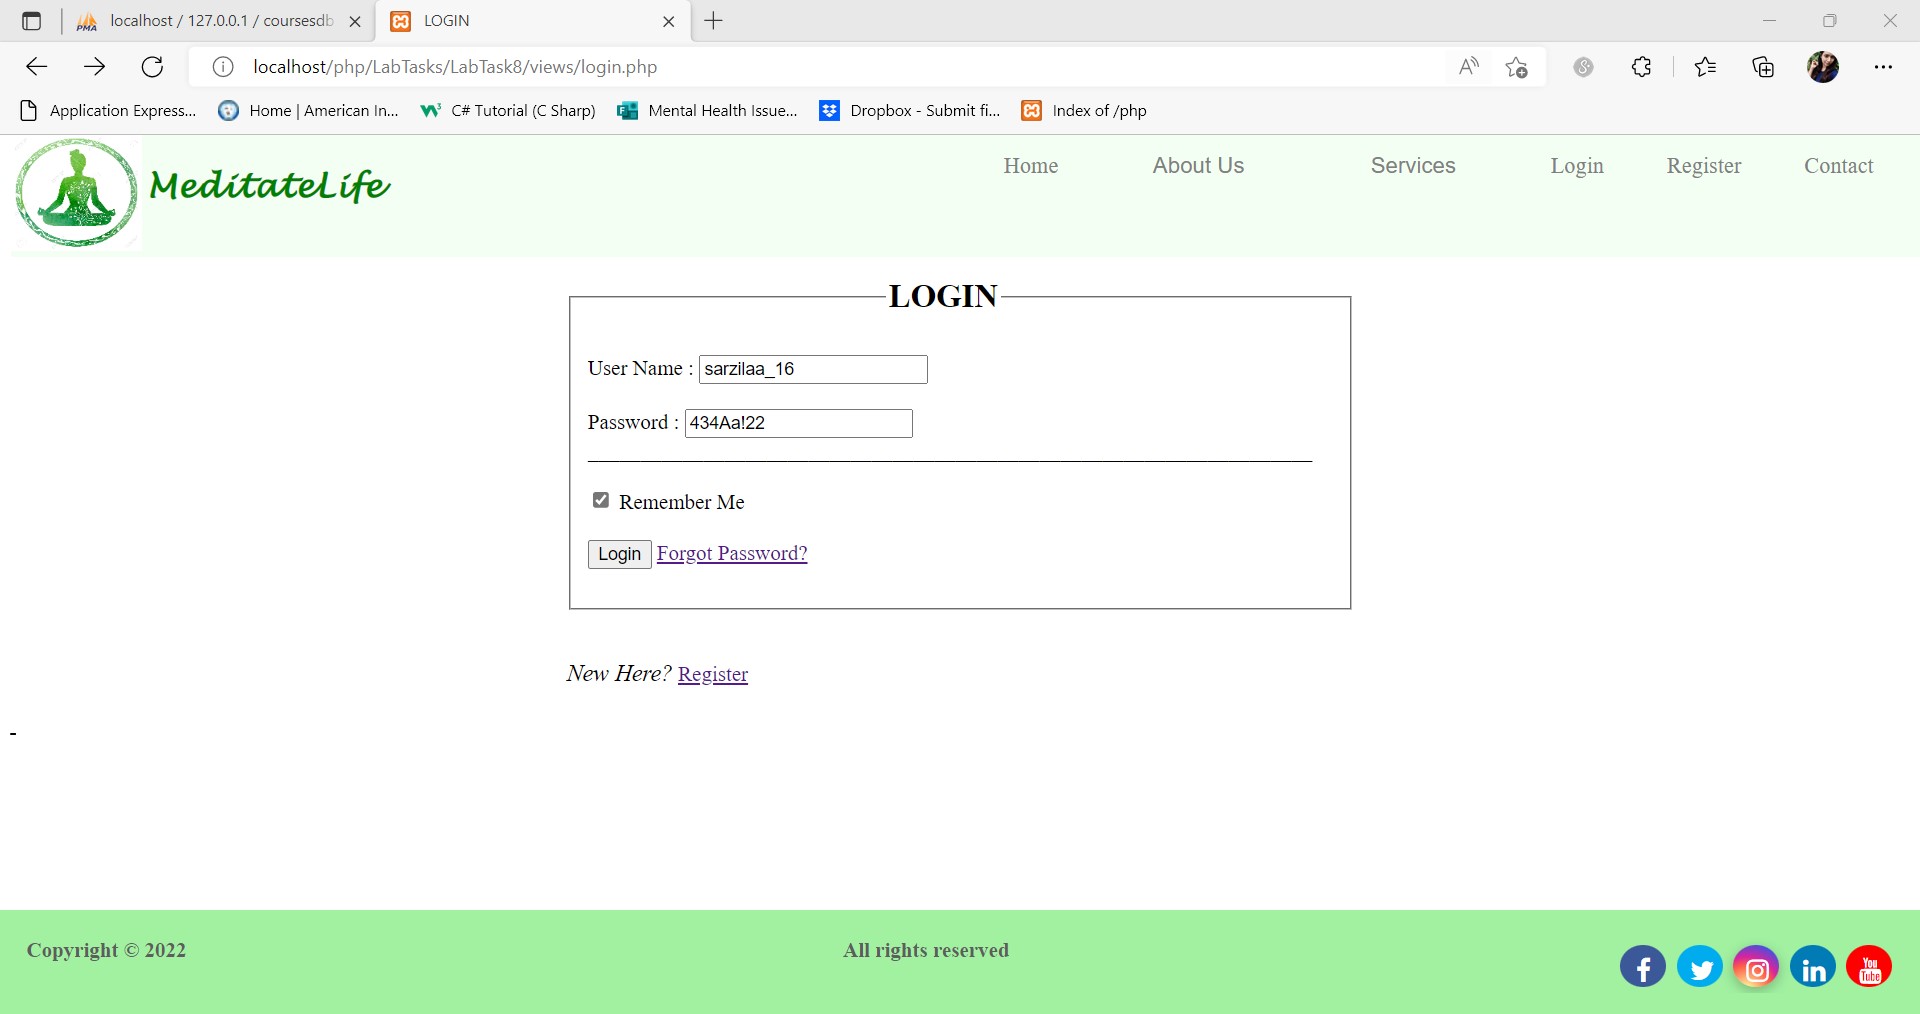 localhost / 127.0.0.1 / coursesdb
LOGIN
localhost/php/LabTasks/LabTask8/views/login.php
Application Express...
Home | American In...
C# Tutorial (C Sharp)
Mental Health Issue...
Dropbox - Submit fi...
Index of /php
MeditateLife
Home
About Us
Services
Login
Register
Contact
LOGIN
User Name : sarzilaa_16
Password : 434Aa!22
Remember Me
Login Forgot Password?
New Here? Register
-
Copyright © 2022
All rights reserved
You Tube